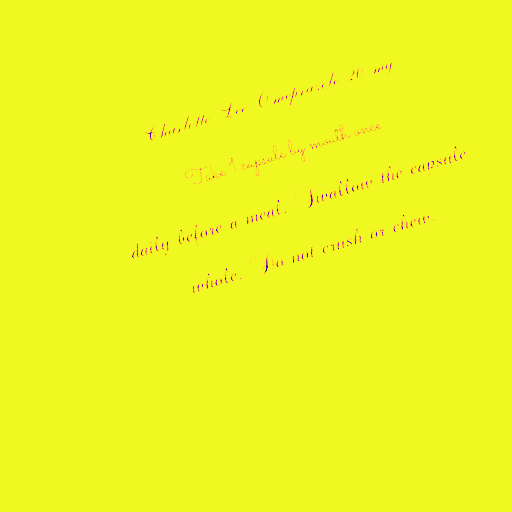 Charlotte Lee Omeprazole 20 mg
Take 1 capsule by mouth once
daily before a meal. Swallow the capsule
whole. Do not crush or chew.